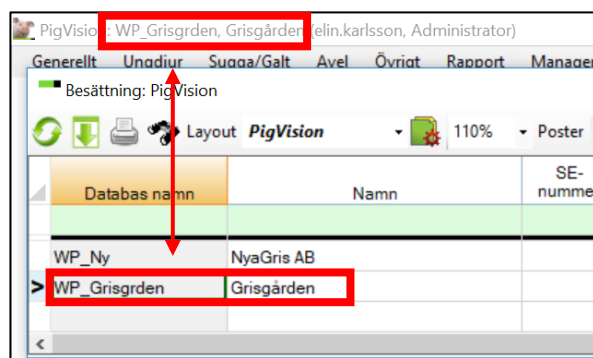 PigVision: WP_Grisgrden, Grisgården (elin.karlsson, Administrator)
Generellt Ungdjur Sugga/Galt Avel Övrigt Rapport Manager
Besättning: PigVision
Layout PigVision 110% Poster
Databas namn Namn SE-
numme
WP_Ny NyaGris AB
WP_Grisgrden Grisgården